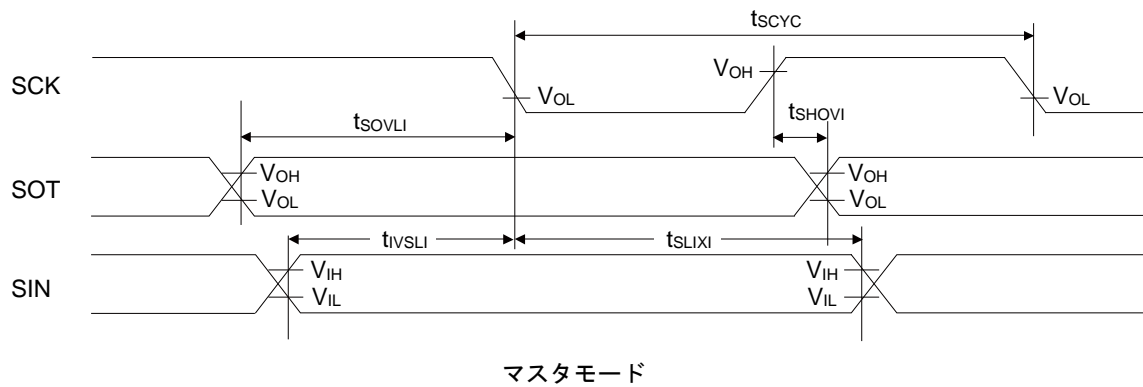 tSCYC
SCK
VOH
VOL
VOL
tSOVLI
tSHOVI
SOT
VOH
VOL
VOH
VOL
tIVSLI
tSLIXI
SIN
VIH
VIL
VIH
VIL
マスタモード